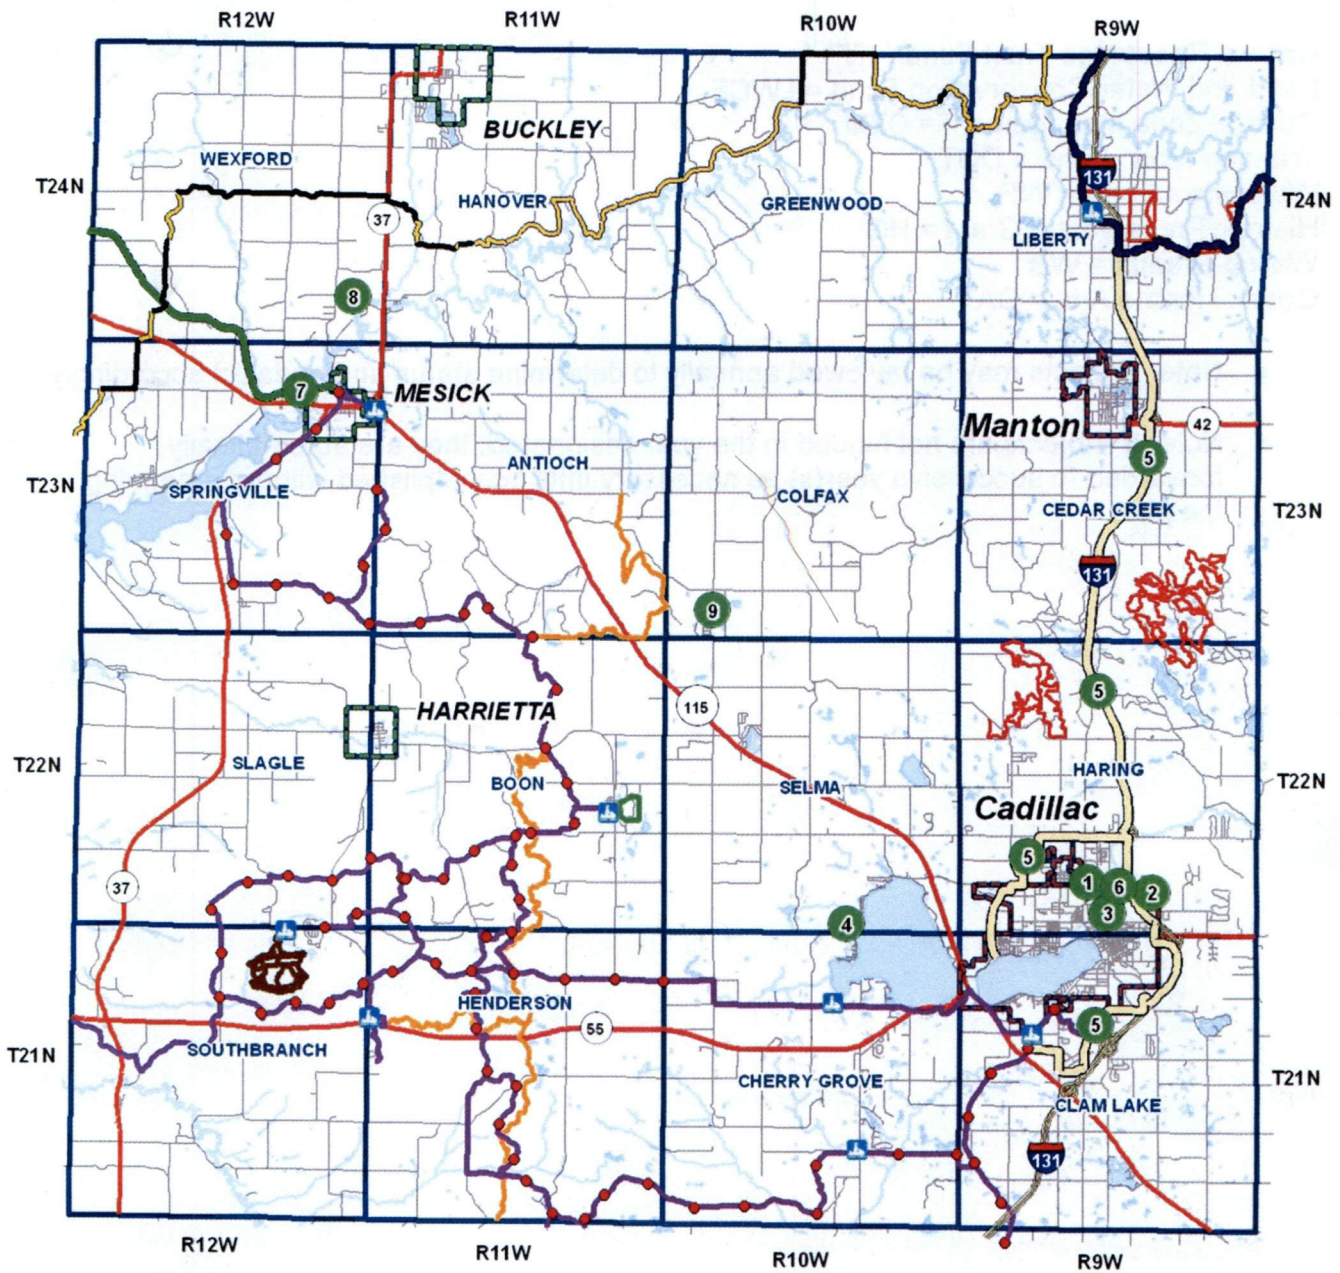 R12W
R11W
R10W
R9W
BUCKLEY
WEXFORD
131
T24N
HANOVER
GREENWOOD
T24N
37
LIBERTY
8
7
MESICK
Manton
42
5
ANTIOCH
T23N
SPRINGVILLE
COLFAX
CEDAR CREEK
T23N
131
9
5
HARRIETTA
115
SLAGLE
T22N
BOON
SELMA
HARING
T22N
Cadillac
5
37
1
6
2
3
4
HENDERSON
55
5
SOUTHBRANCH
T21N
CHERRY GROVE
T21N
CLAM LAKE
131
R12W
R11W
R10W
R9W